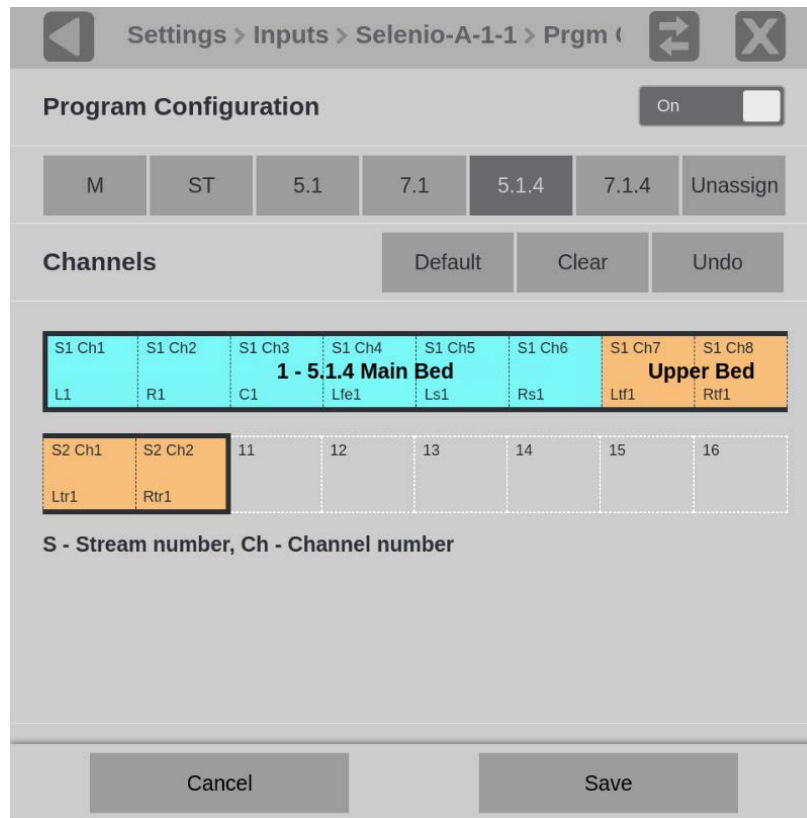 Settings > Inputs > Selenio-A-1-1 > Prgm (
Program Configuration On
M ST 5.1 7.1 5.1.4 7.1.4 Unassign
Channels Default Clear Undo
S1 Ch1 S1 Ch2 S1 Ch3 S1 Ch4 S1 Ch5 S1 Ch6 S1 Ch7 S1 Ch8
1 - 5.1.4 Main Bed Upper Bed
L1 R1 C1 Lfe1 Ls1 Rs1 Ltf1 Rtf1
S2 Ch1 S2 Ch2 11 12 13 14 15 16
Ltr1 Rtr1
S - Stream number, Ch - Channel number
Cancel Save